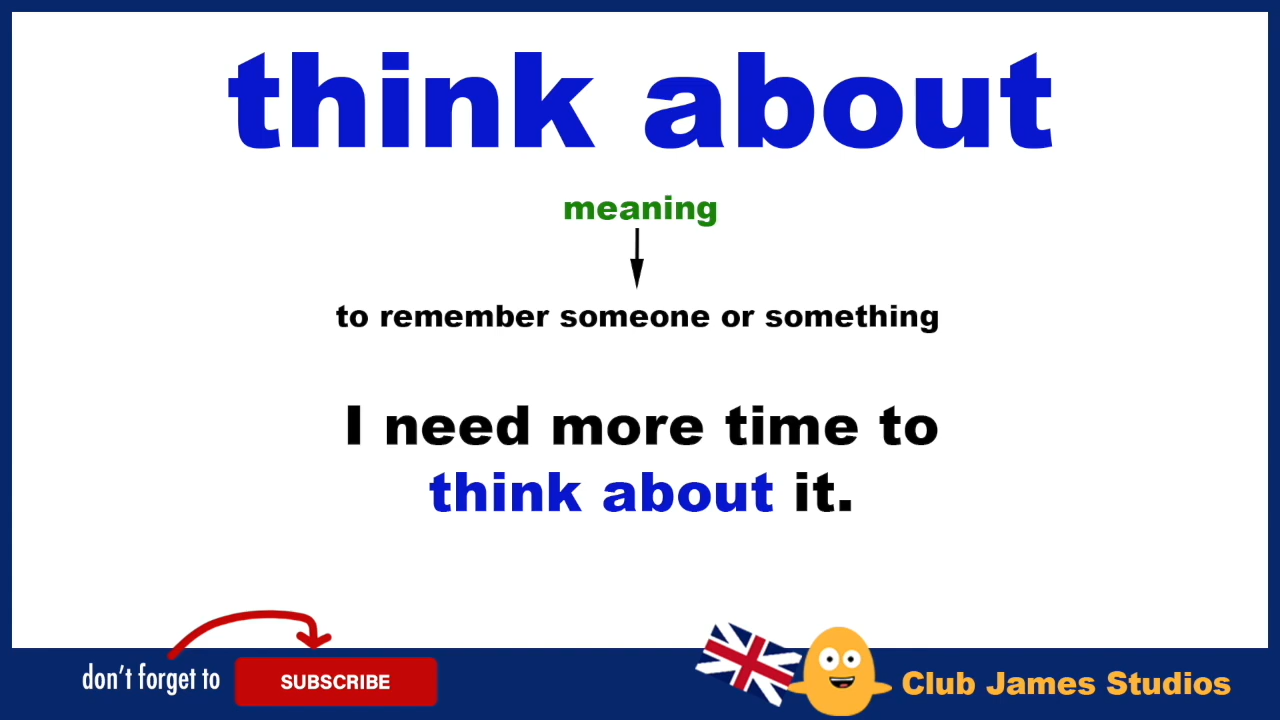 think about
meaning
to remember someone or something
I need more time to
think about it.
don't forget to
SUBSCRIBE
Club James Studios